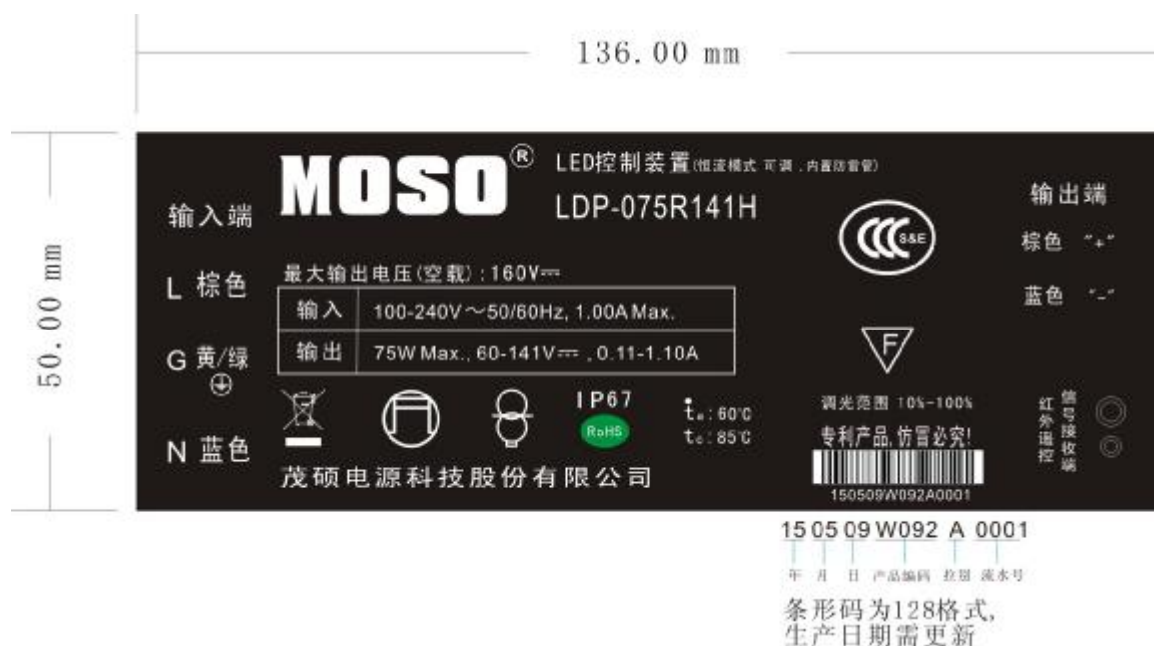 136.00 mm
50.00 mm
MOSO®
LED控制装置(恒流模式 可调，内置防雷管)
LDP-075R141H
输入端
L 棕色
G 黄/绿
N 蓝色
最大输出电压(空载):160V⎓
输入 100-240V～50/60Hz, 1.00A Max.
输出 75W Max., 60-141V⎓, 0.11-1.10A
IP67
RoHS
ta:60℃
tc:85℃
茂硕电源科技股份有限公司
CCC S&E
F
调光范围 10%-100%
专利产品,仿冒必究!
150509W092A0001
输出端
棕色 "+"
蓝色 "-"
红外遥控
信号接收端
15 05 09 W092 A 0001
年 月 日 产品编码 拉别 流水号
条形码为128格式,
生产日期需更新